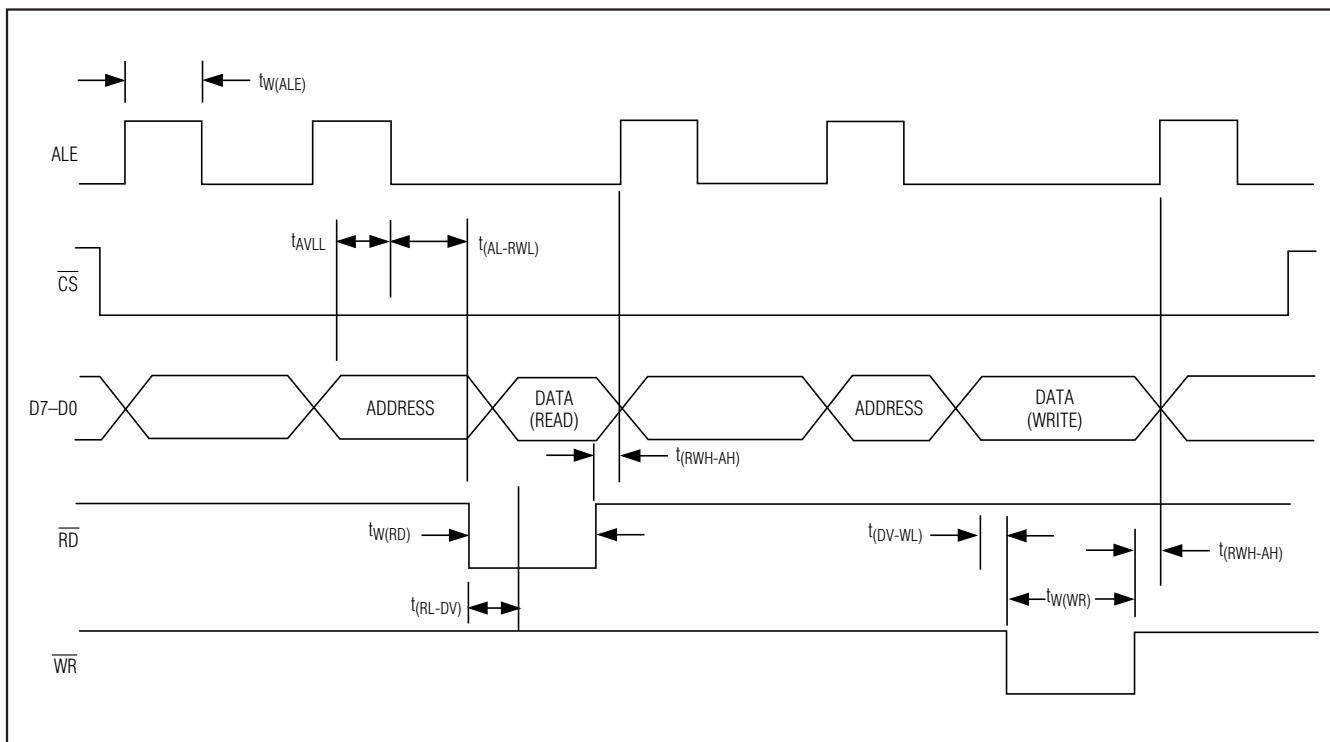 tW(ALE)
ALE
tAVLL
t(AL-RWL)
CS
D7–D0
ADDRESS
DATA
(READ)
ADDRESS
DATA
(WRITE)
t(RWH-AH)
RD
tW(RD)
t(DV-WL)
t(RWH-AH)
t(RL-DV)
tW(WR)
WR